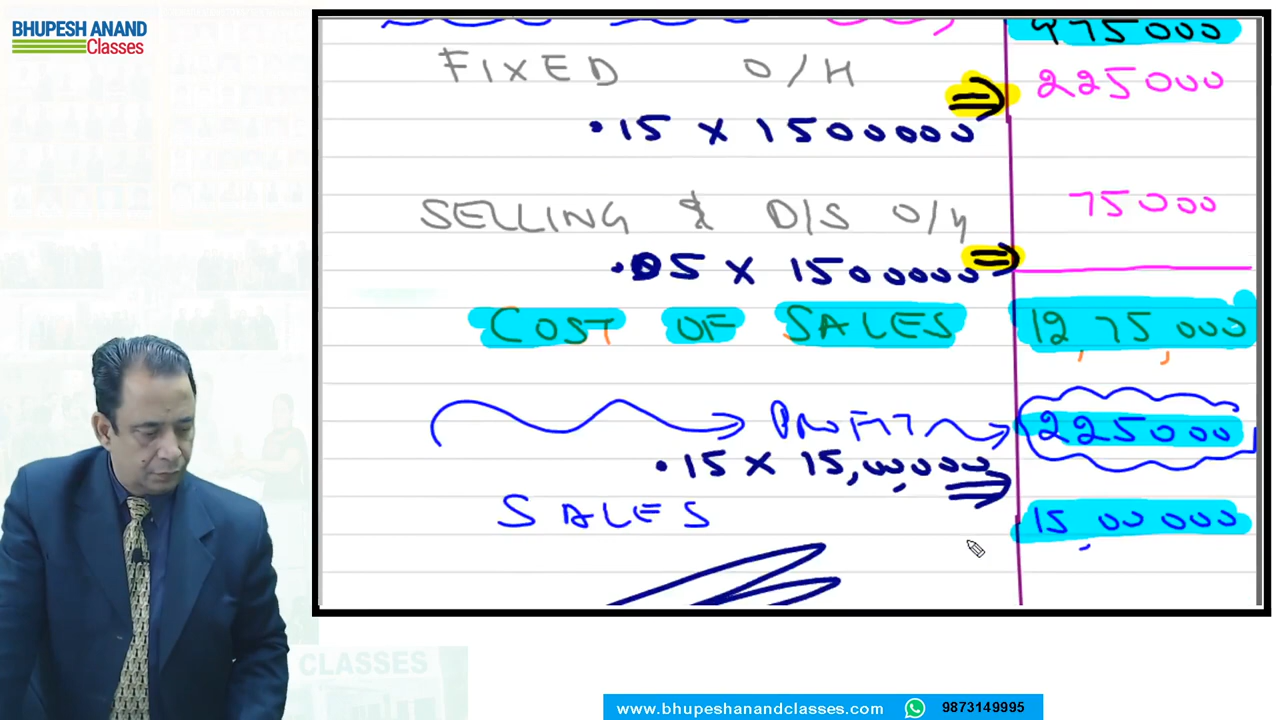 BHUPESH ANAND
Classes
975000
FIXED O/H 225000
.15 X 1500000
SELLING & D/S O/H 75000
.05 X 1500000
COST OF SALES 12,75,000
PROFIT 225000
.15 X 15,00,000
SALES 15,00000
CLASSES
www.bhupeshanandclasses.com 9873149995